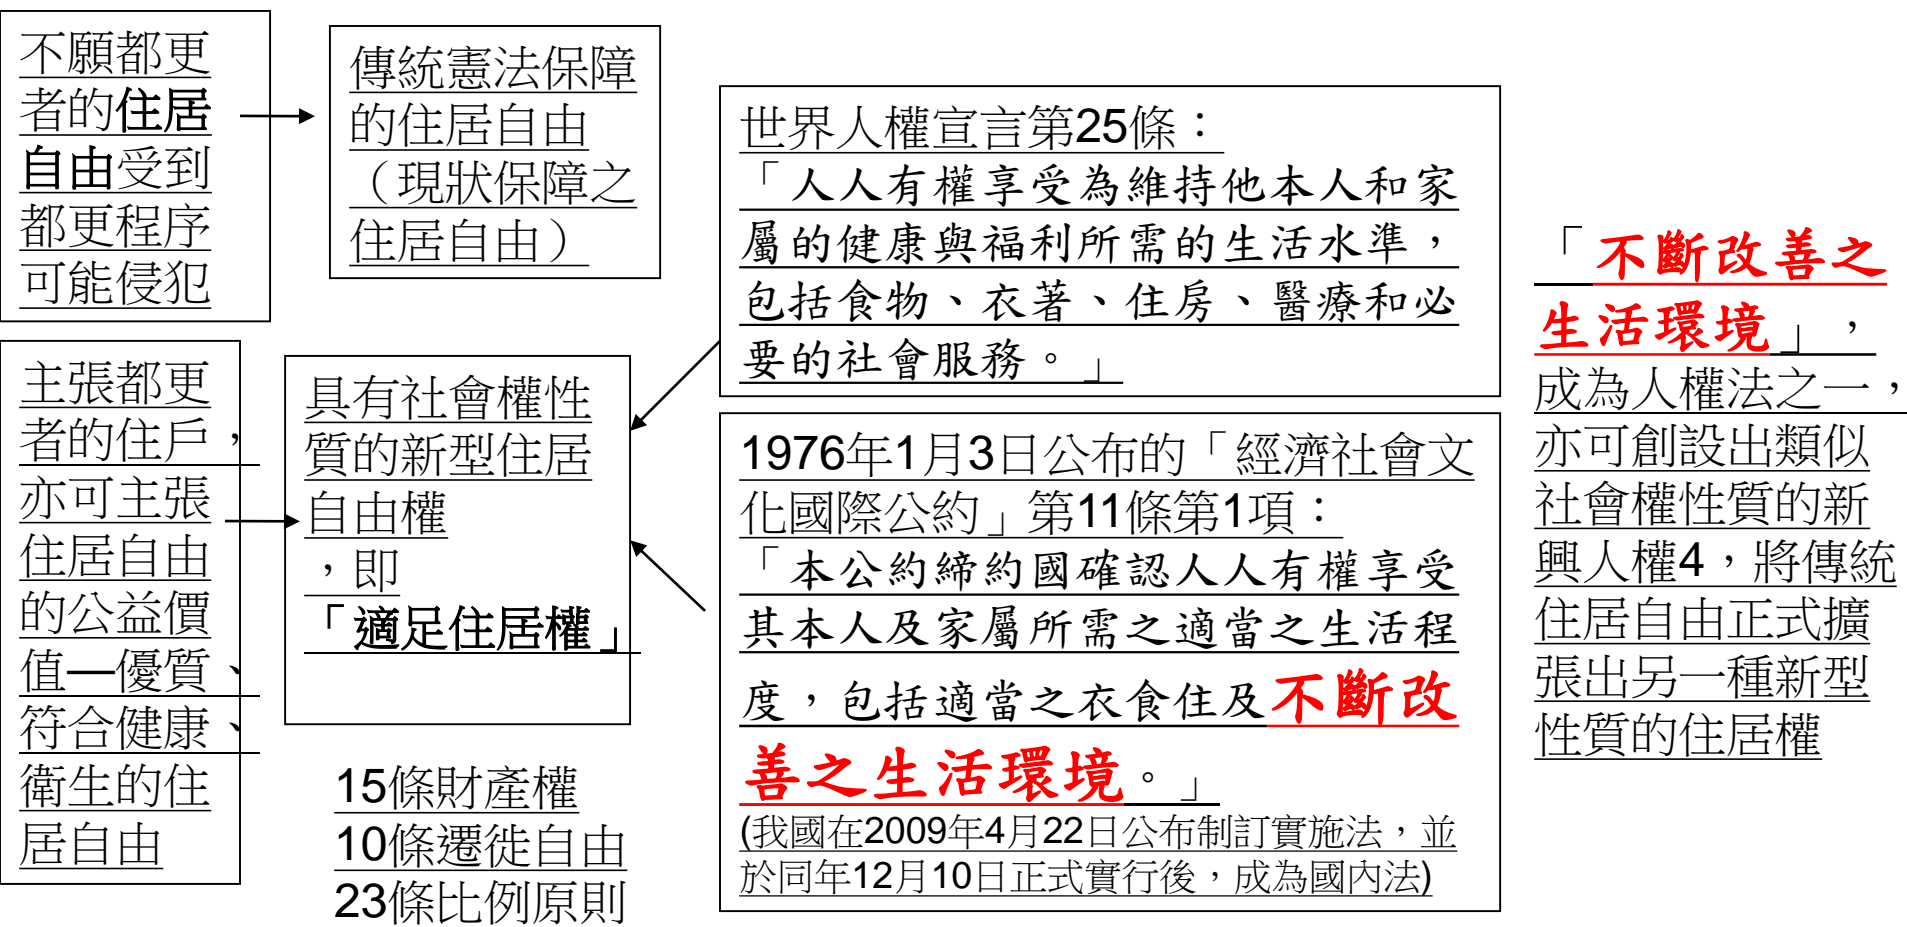 不願都更
者的住居
自由受到
都更程序
可能侵犯
傳統憲法保障
的住居自由
（現狀保障之
住居自由）
主張都更
者的住戶，
亦可主張
住居自由
的公益價
值—優質、
符合健康、
衛生的住
居自由
具有社會權性
質的新型住居
自由權
，即
「適足住居權」
15條財產權
10條遷徙自由
23條比例原則
世界人權宣言第25條：
「人人有權享受為維持他本人和家
屬的健康與福利所需的生活水準，
包括食物、衣著、住房、醫療和必
要的社會服務。」
1976年1月3日公布的「經濟社會文
化國際公約」第11條第1項：
「本公約締約國確認人人有權享受
其本人及家屬所需之適當之生活程
度，包括適當之衣食住及不斷改
善之生活環境。」
(我國在2009年4月22日公布制訂實施法，並
於同年12月10日正式實行後，成為國內法)
「不斷改善之
生活環境」，
成為人權法之一，
亦可創設出類似
社會權性質的新
興人權4，將傳統
住居自由正式擴
張出另一種新型
性質的住居權